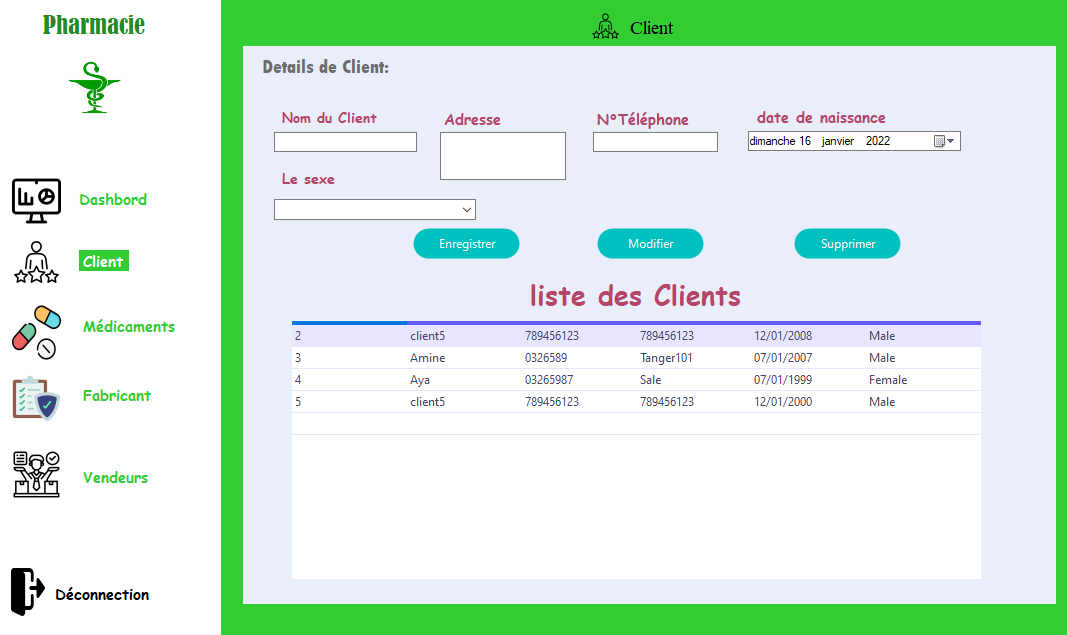 Pharmacie
Dashbord
Client
Médicaments
Fabricant
Vendeurs
Déconnection
Client
Details de Client:
Nom du Client Adresse N°Téléphone date de naissance
dimanche 16 janvier 2022
Le sexe
Enregistrer Modifier Supprimer
liste des Clients
2 client5 789456123 789456123 12/01/2008 Male
3 Amine 0326589 Tanger101 07/01/2007 Male
4 Aya 03265987 Sale 07/01/1999 Female
5 client5 789456123 789456123 12/01/2000 Male